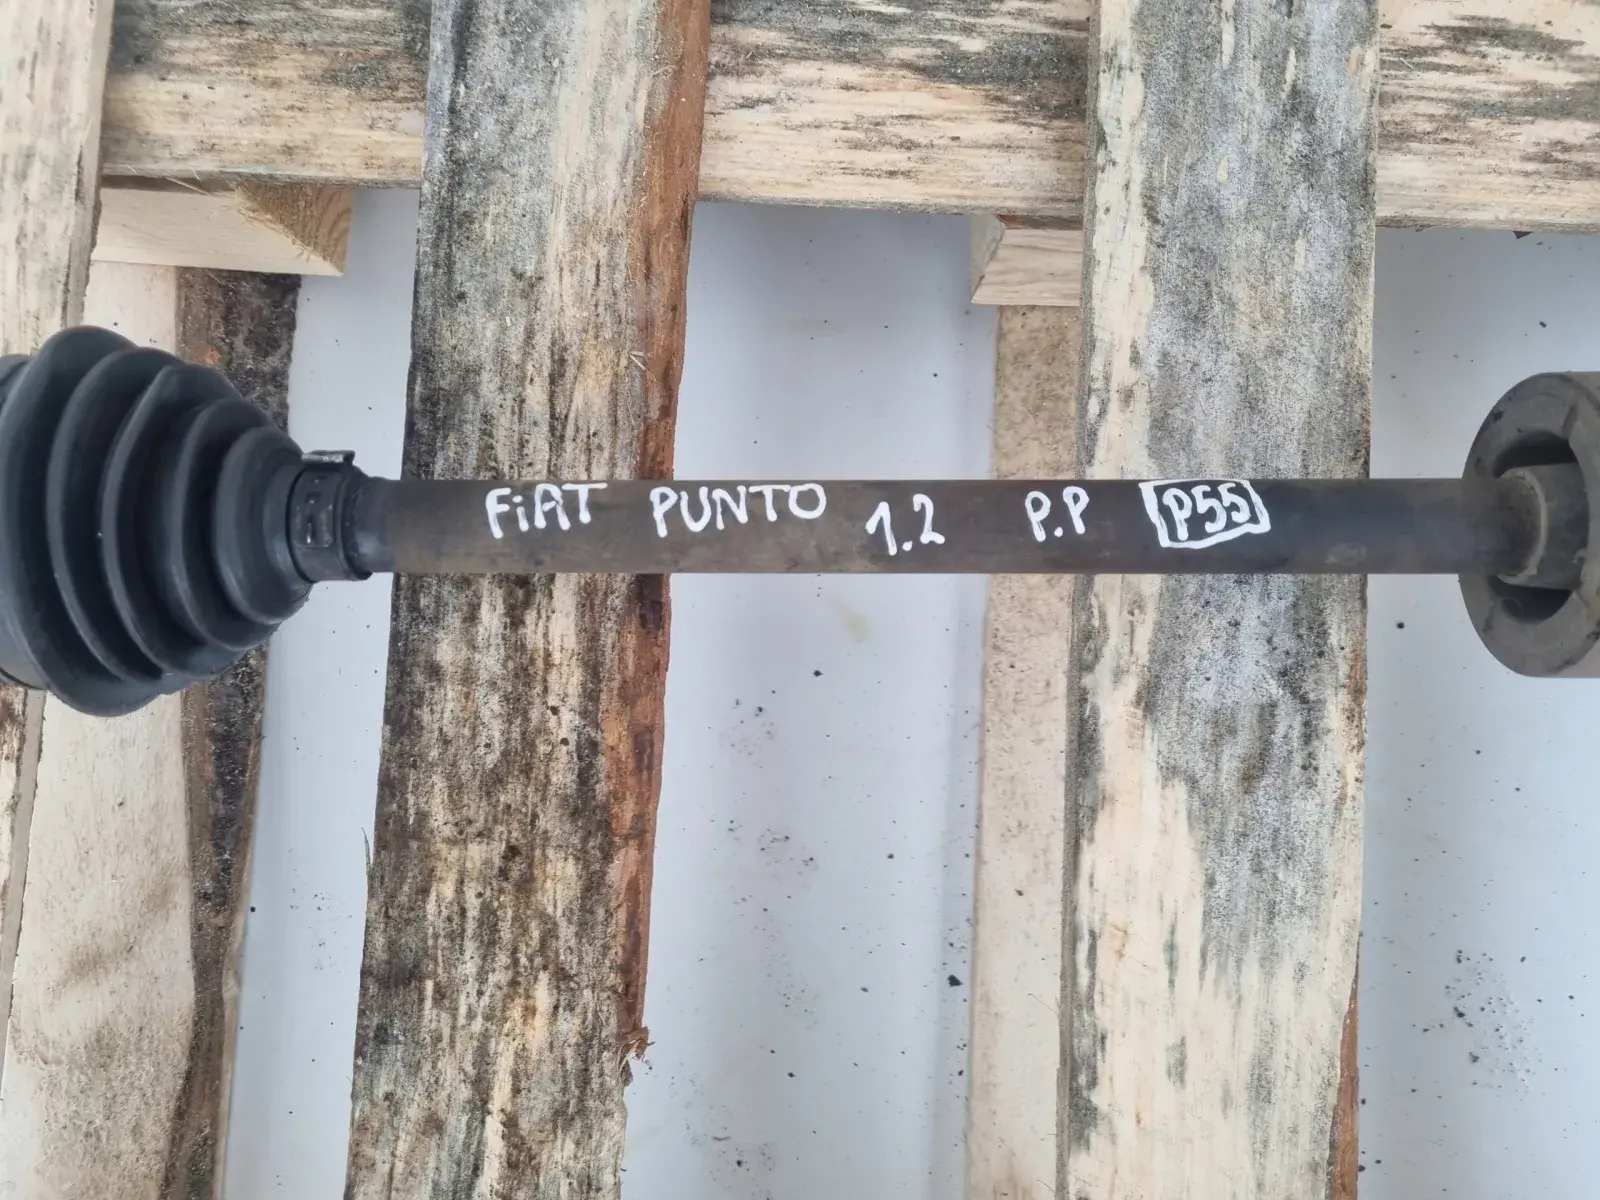 FiAT PUNTO 1.2 P.P P55